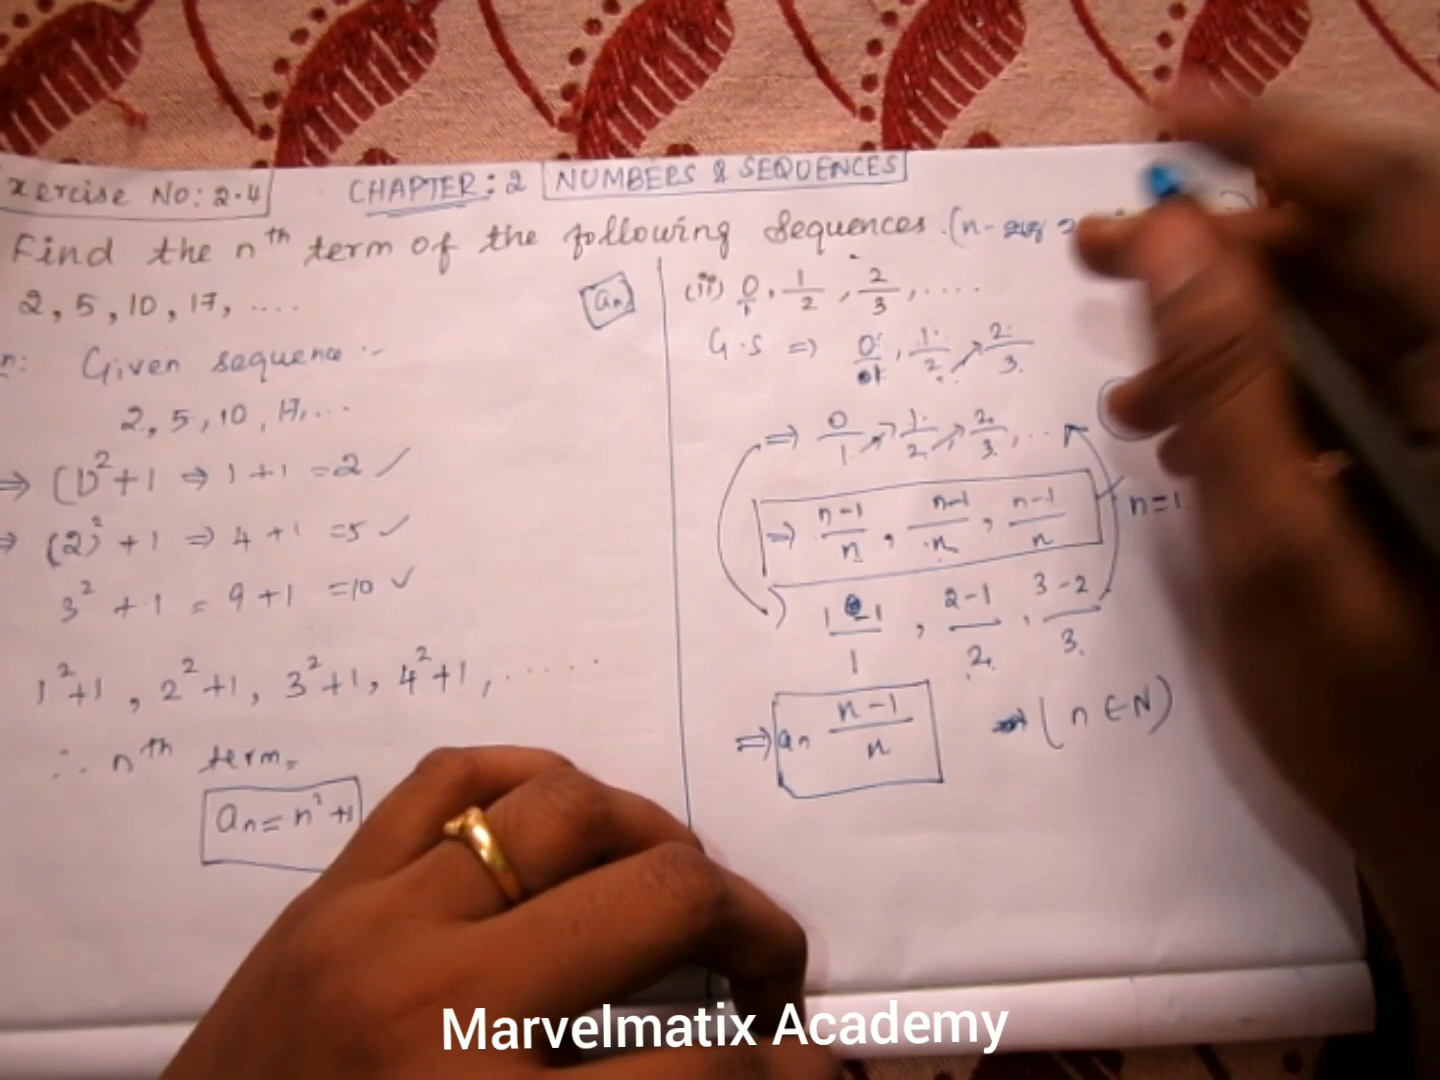 xercise No: 2.4
CHAPTER: 2 NUMBERS & SEQUENCES
Find the nth term of the following Sequences. (n-
2, 5, 10, 17, ....
an
n: Given sequence :-
2, 5, 10, 17, ...
⇒ (1)²+1 ⇒ 1+1 =2 ✓
⇒ (2)²+1 ⇒ 4+1 =5 ✓
3²+1 = 9+1 =10 ✓
1²+1, 2²+1, 3²+1, 4²+1, ......
∴ nth term =
an = n²+1
(ii) 0/1, 1/2, 2/3, ....
G.S ⇒ 0/1, 1/2, 2/3
⇒ 0/1, 1/2, 2/3, ...
⇒ n-1/n, n-1/n, n-1/n n=1
1-1/1, 2-1/2, 3-2/3
⇒ an n-1/n (n∈N)
Marvelmatix Academy